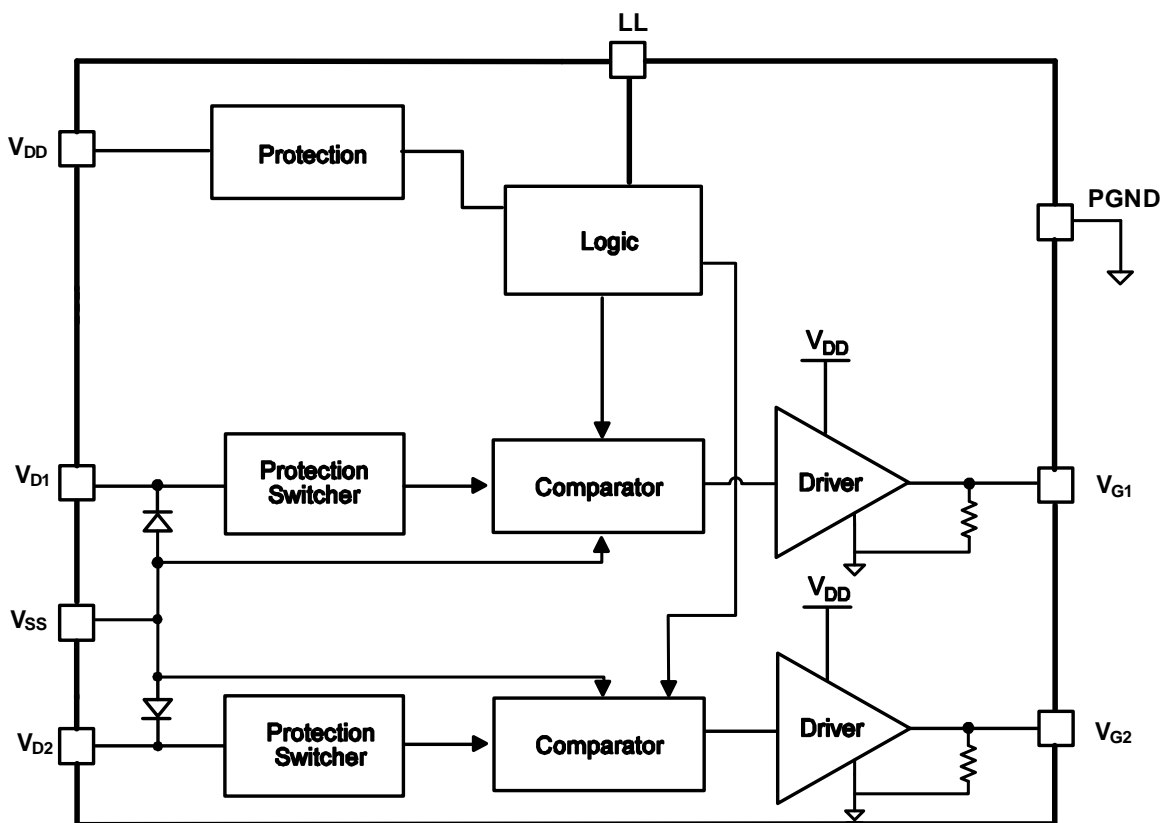 LL
VDD
Protection
PGND
Logic
VDD
VD1
Protection
Switcher
Comparator
Driver
VG1
VSS
VDD
VD2
Protection
Switcher
Comparator
Driver
VG2